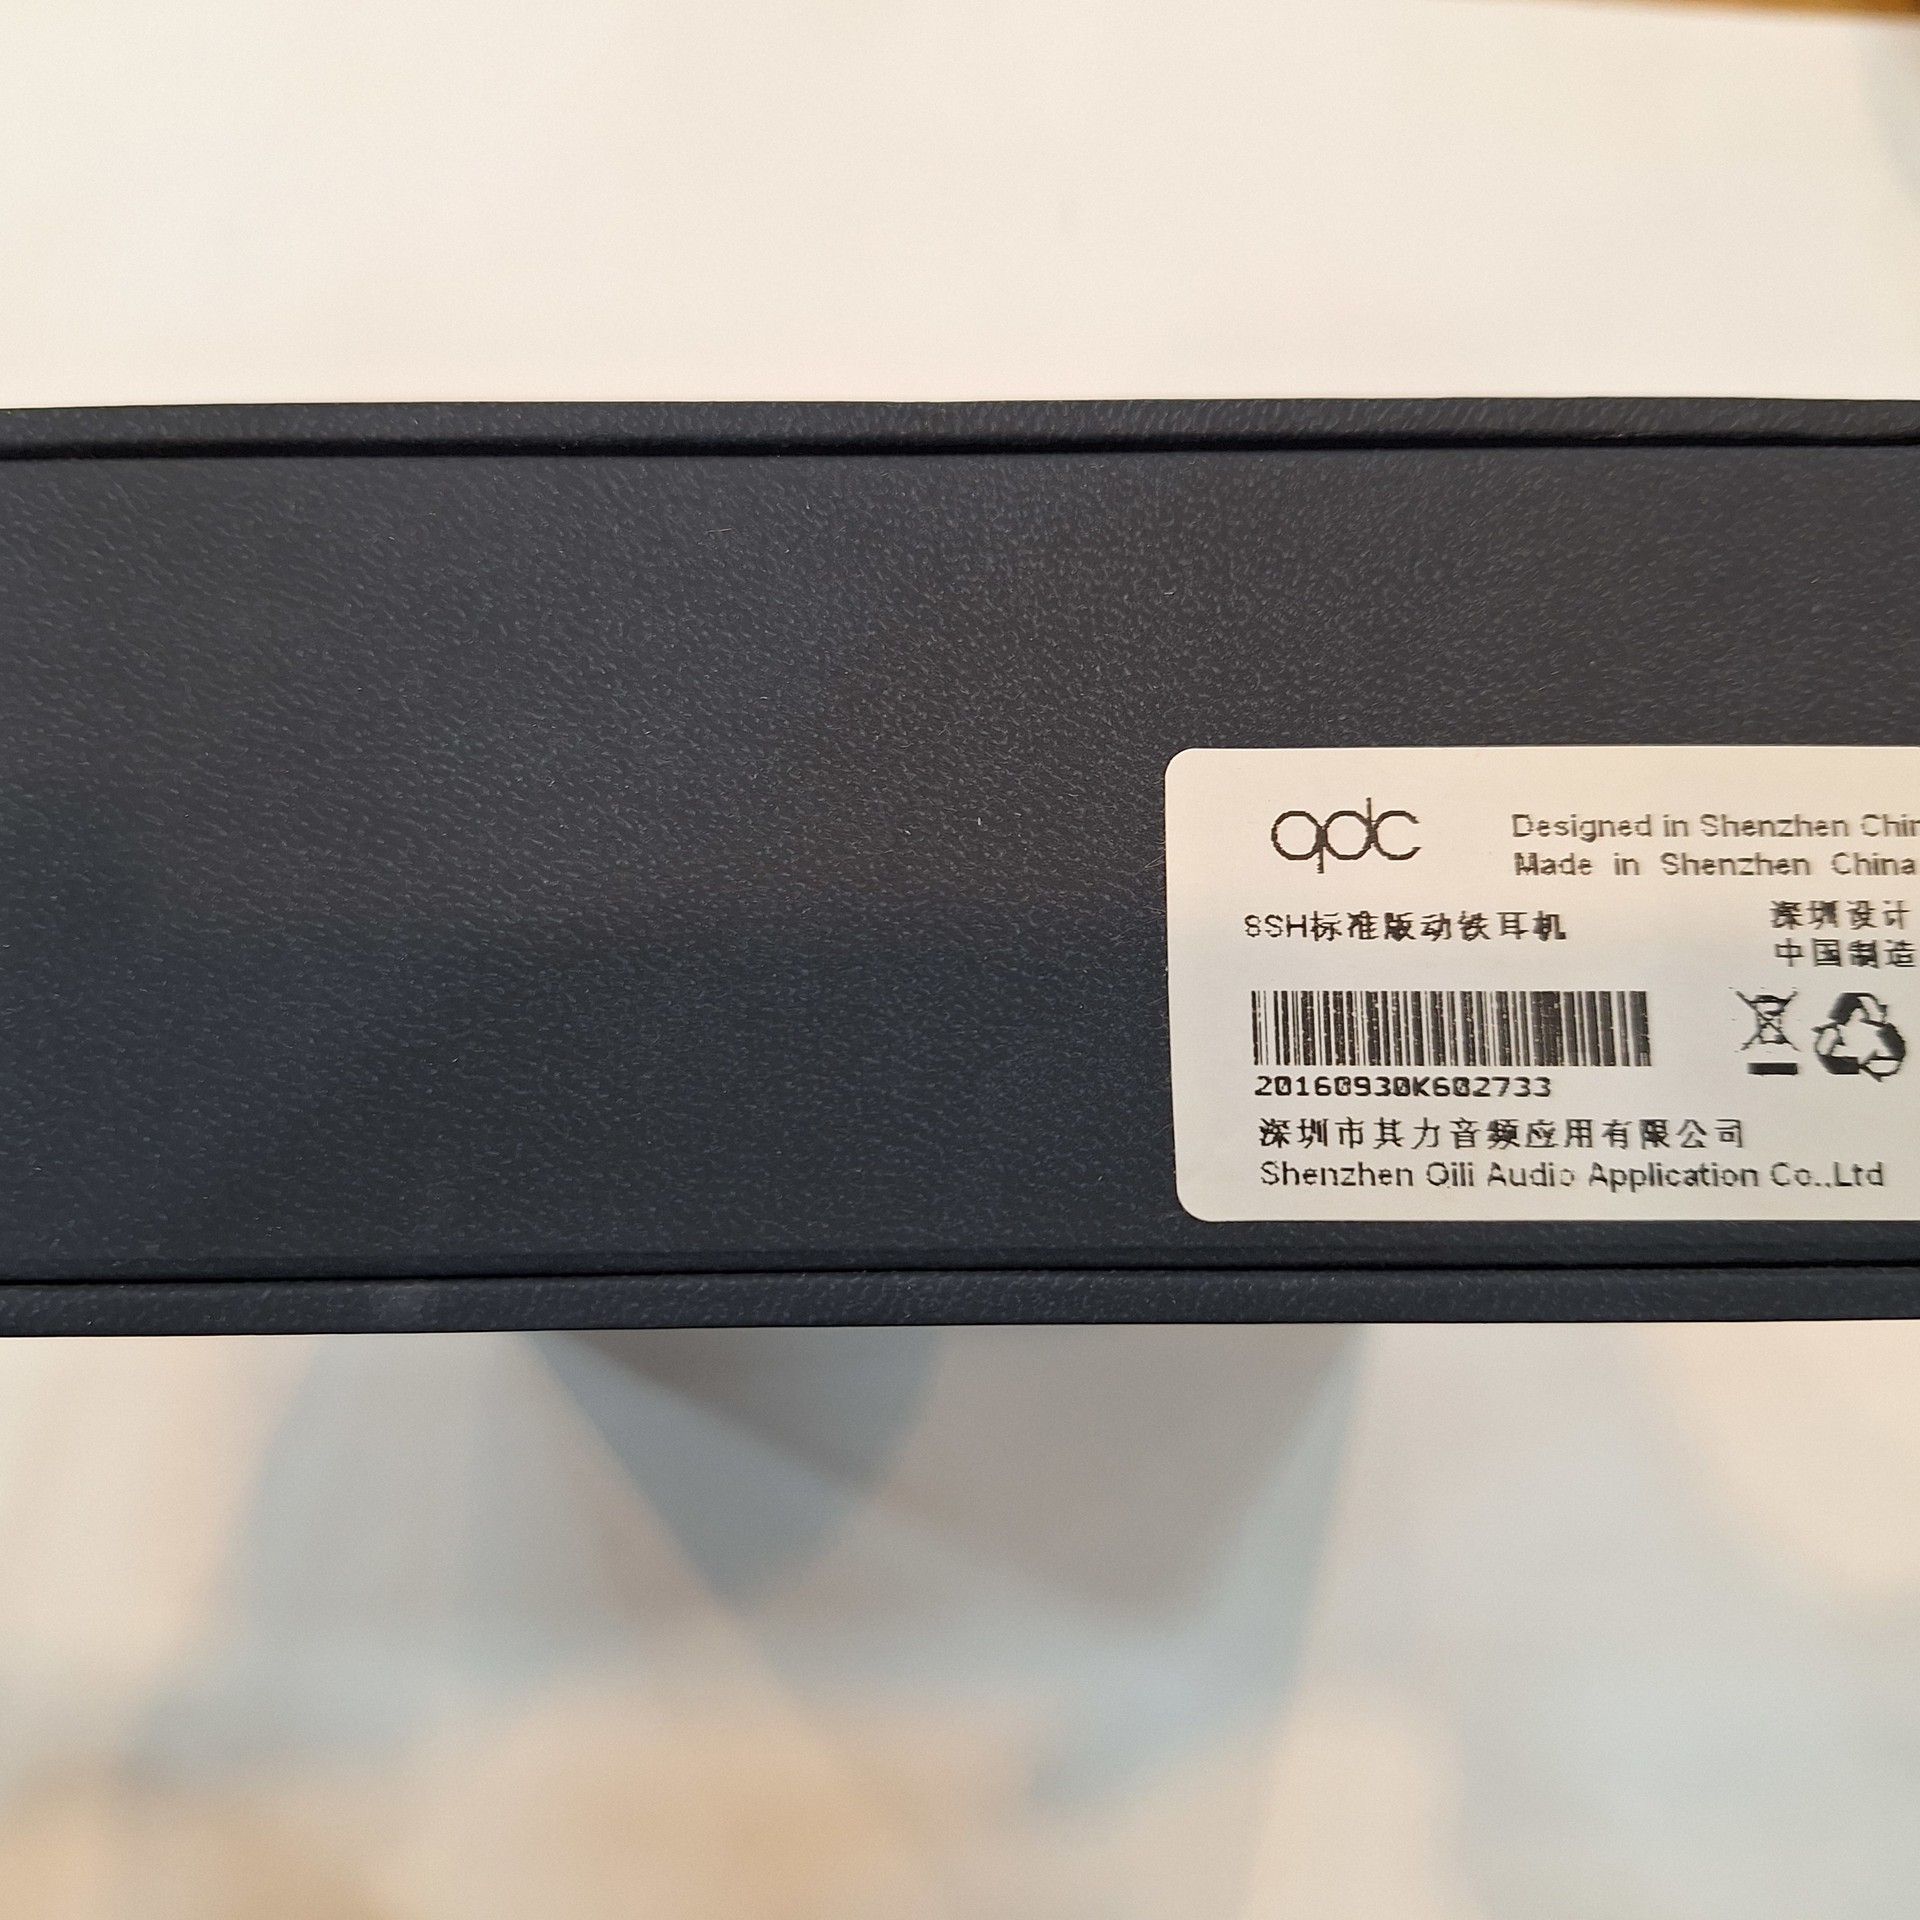 qdc
Designed in Shenzhen Chin
Made in Shenzhen China
8SH标准版动铁耳机
深圳设计
中国制造
20160930K602733
深圳市其力音频应用有限公司
Shenzhen Qili Audio Application Co.,Ltd